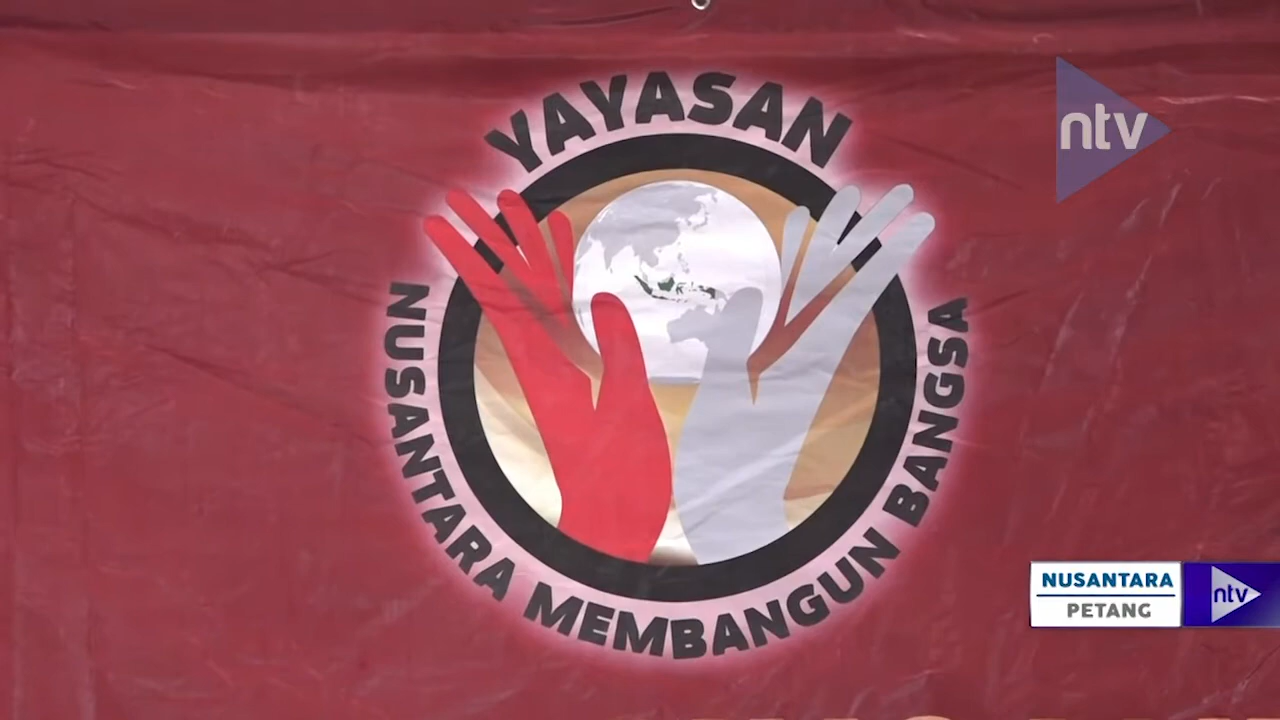 YAYASAN
NUSANTARA MEMBANGUN BANGSA
ntv
NUSANTARA
PETANG
ntv